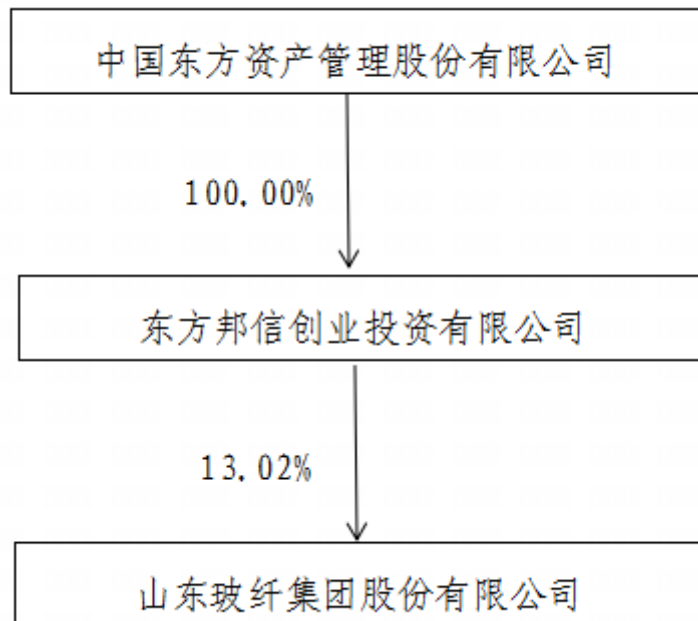 中国东方资产管理股份有限公司
100.00%
东方邦信创业投资有限公司
13.02%
山东玻纤集团股份有限公司